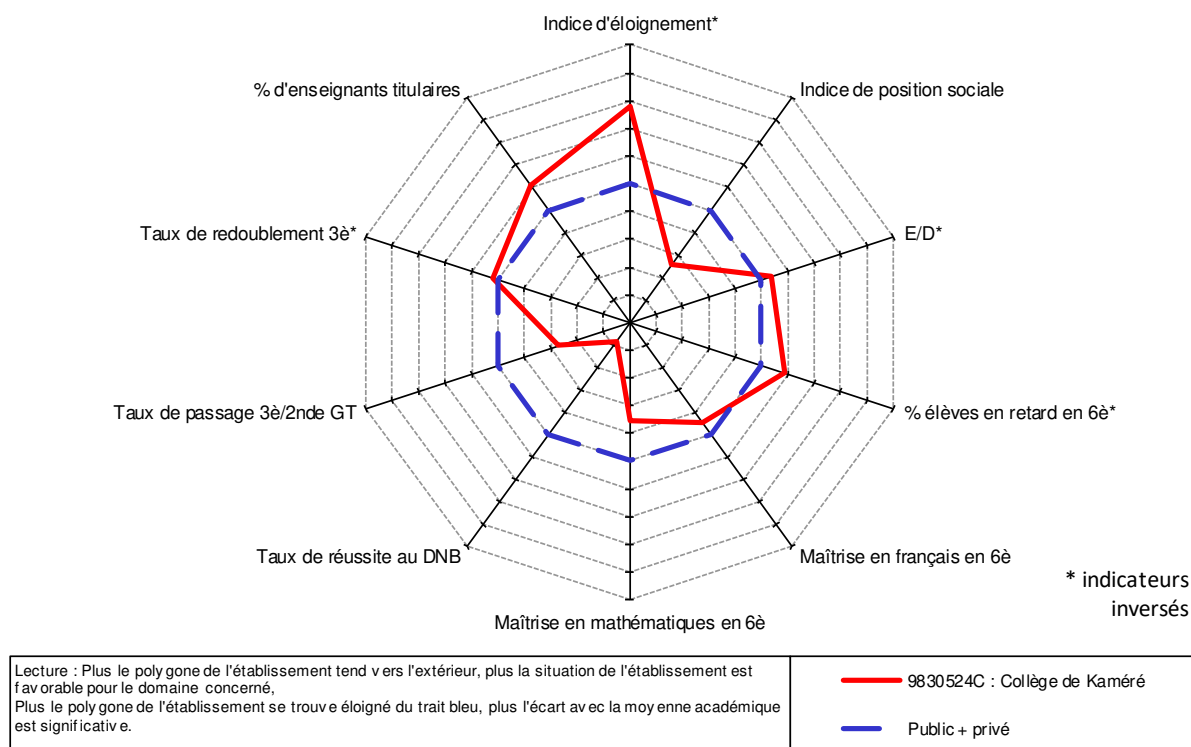 Indice d'éloignement*
% d'enseignants titulaires
Indice de position sociale
Taux de redoublement 3è*
E/D*
Taux de passage 3è/2nde GT
% élèves en retard en 6è*
Taux de réussite au DNB
Maîtrise en français en 6è
Maîtrise en mathématiques en 6è
* indicateurs
inversés
Lecture : Plus le polygone de l'établissement tend vers l'extérieur, plus la situation de l'établissement est
favorable pour le domaine concerné,
Plus le polygone de l'établissement se trouve éloigné du trait bleu, plus l'écart avec la moyenne académique
est significative.
9830524C : Collège de Kaméré
Public + privé